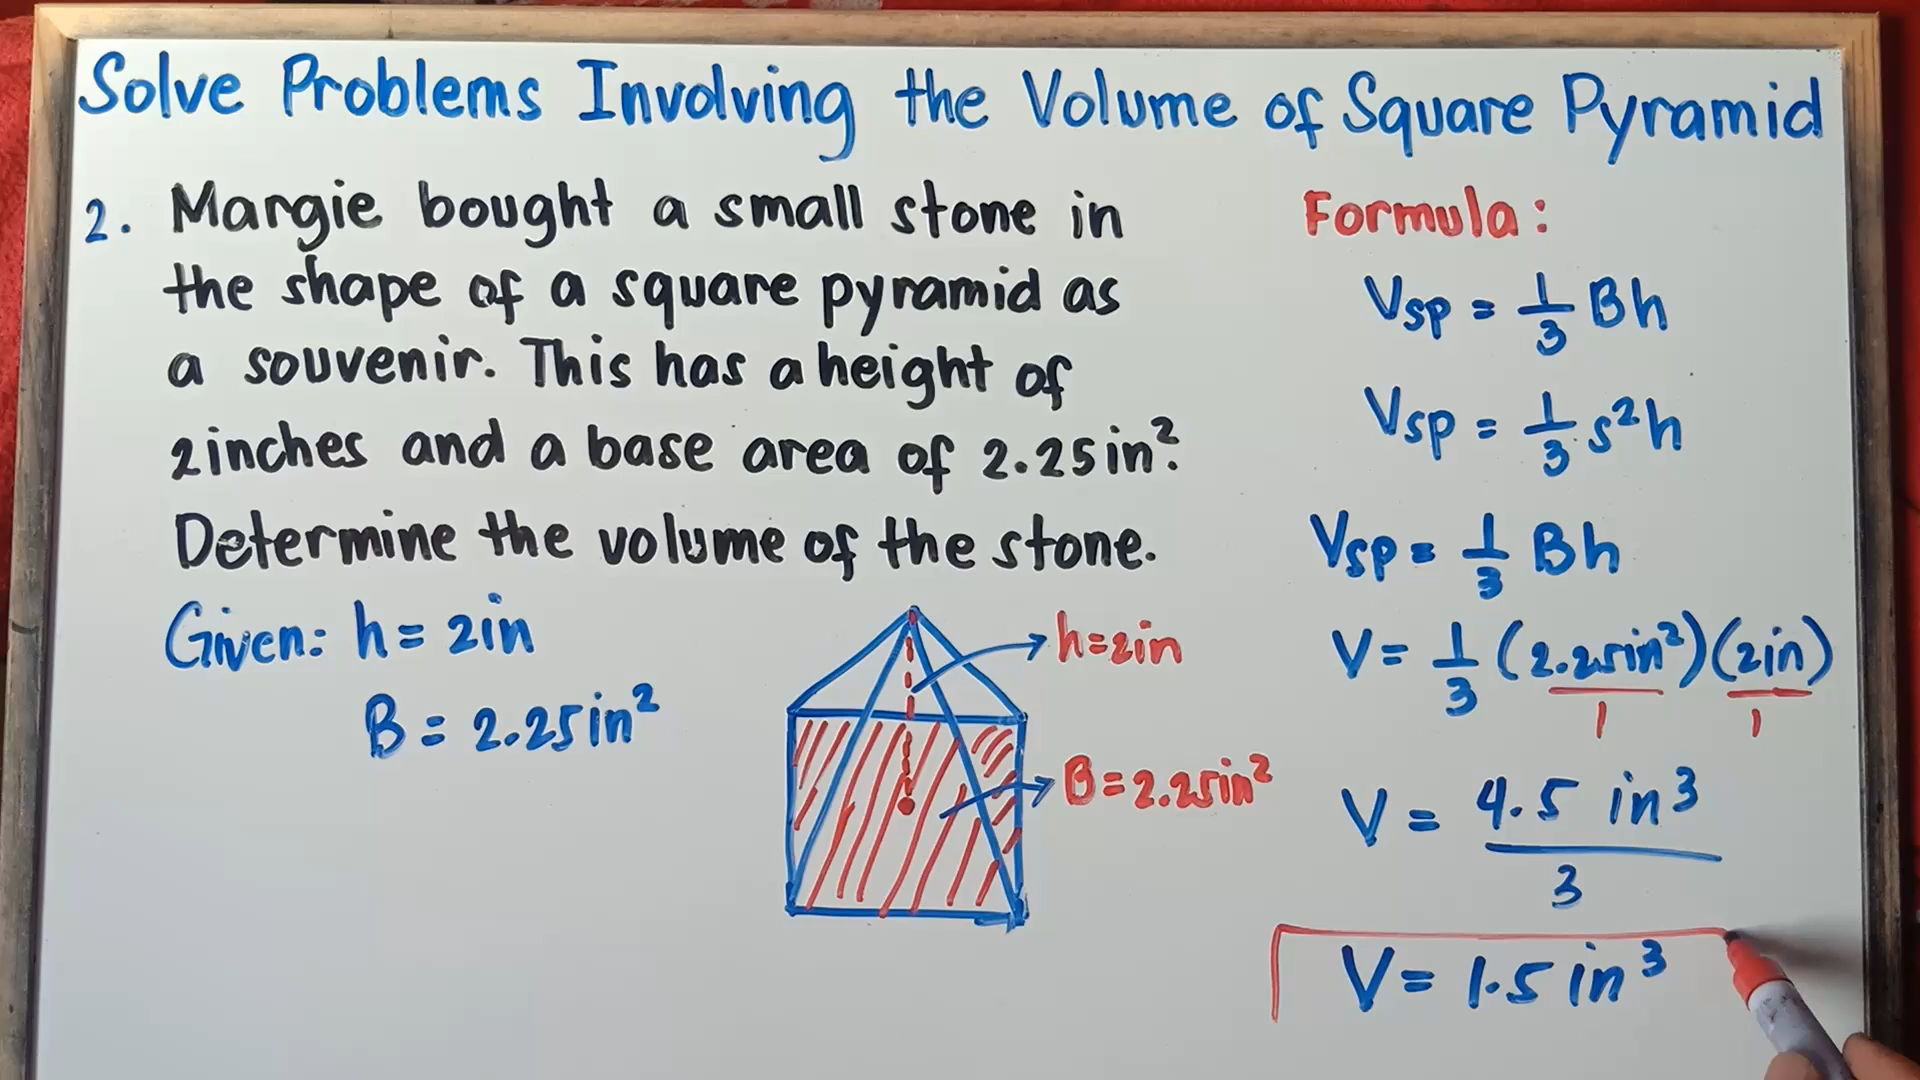 Solve Problems Involving the Volume of Square Pyramid
2. Margie bought a small stone in
the shape of a square pyramid as
a souvenir. This has a height of
2inches and a base area of 2.25in².
Determine the volume of the stone.
Given: h = 2in
B = 2.25in²
h=2in
B=2.25in²
Formula:
Vsp = 1/3 Bh
Vsp = 1/3 s²h
Vsp = 1/3 Bh
V = 1/3 (2.25in²)(2in)
1 1
V = 4.5 in³
3
V = 1.5 in³